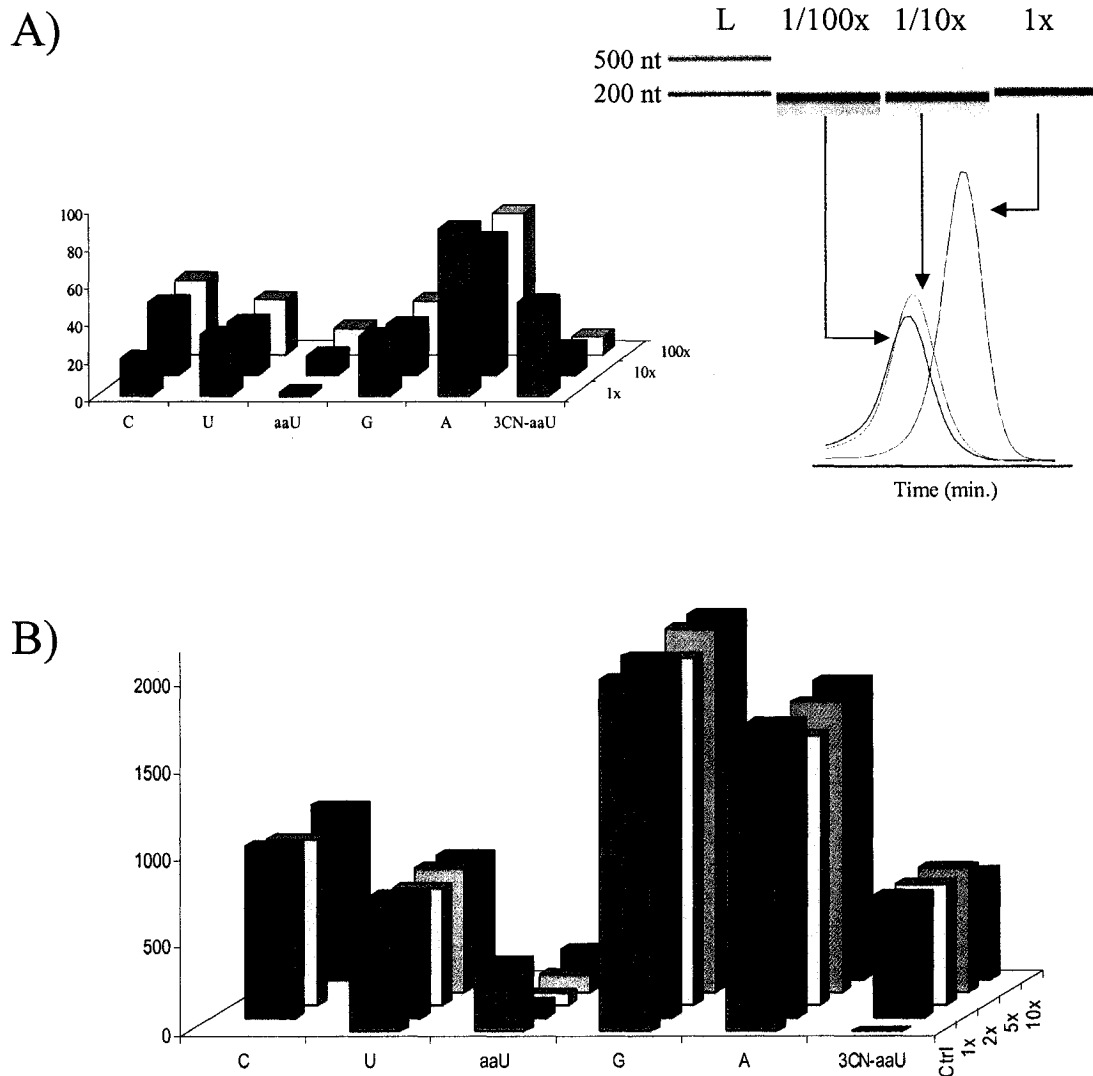 A)
L 1/100x 1/10x 1x
500 nt
200 nt
100
80
60
40
20
0
C U aaU G A 3CN-aaU
1x
10x
100x
Time (min.)
B)
2000
1500
1000
500
0
C U aaU G A 3CN-aaU
Ctrl
1x
2x
5x
10x